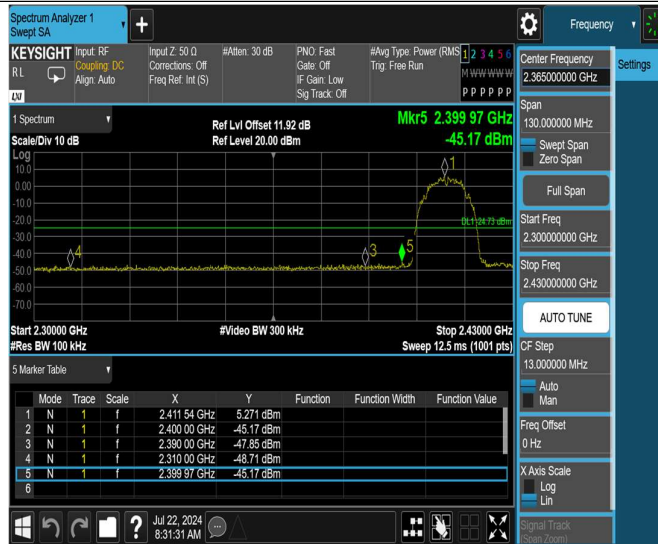 Spectrum Analyzer 1
Swept SA
+
Frequency
KEYSIGHT
RL
LXI
Input: RF
Coupling: DC
Align: Auto
Input Z: 50 Ω
Corrections: Off
Freq Ref: Int (S)
#Atten: 30 dB
PNO: Fast
Gate: Off
IF Gain: Low
Sig Track: Off
#Avg Type: Power (RMS
Trig: Free Run
1 2 3 4 5 6
M W W W W W
P P P P P P
Center Frequency
2.365000000 GHz
Settings
Span
130.000000 MHz
Swept Span
Zero Span
Full Span
Start Freq
2.300000000 GHz
Stop Freq
2.430000000 GHz
AUTO TUNE
CF Step
13.000000 MHz
Auto
Man
Freq Offset
0 Hz
X Axis Scale
Log
Lin
Signal Track
(Span Zoom)
1 Spectrum
Scale/Div 10 dB
Ref Lvl Offset 11.92 dB
Ref Level 20.00 dBm
Mkr5 2.399 97 GHz
-45.17 dBm
Log
10.0
0.00
-10.0
-20.0
-30.0
-40.0
-50.0
-60.0
-70.0
1
DL1 -24.73 dBm
4
3
5
Start 2.30000 GHz
#Res BW 100 kHz
#Video BW 300 kHz
Stop 2.43000 GHz
Sweep 12.5 ms (1001 pts)
5 Marker Table
Mode Trace Scale X Y Function Function Width Function Value
1 N 1 f 2.411 54 GHz 5.271 dBm
2 N 1 f 2.400 00 GHz -45.17 dBm
3 N 1 f 2.390 00 GHz -47.85 dBm
4 N 1 f 2.310 00 GHz -48.71 dBm
5 N 1 f 2.399 97 GHz -45.17 dBm
6
?
Jul 22, 2024
8:31:31 AM